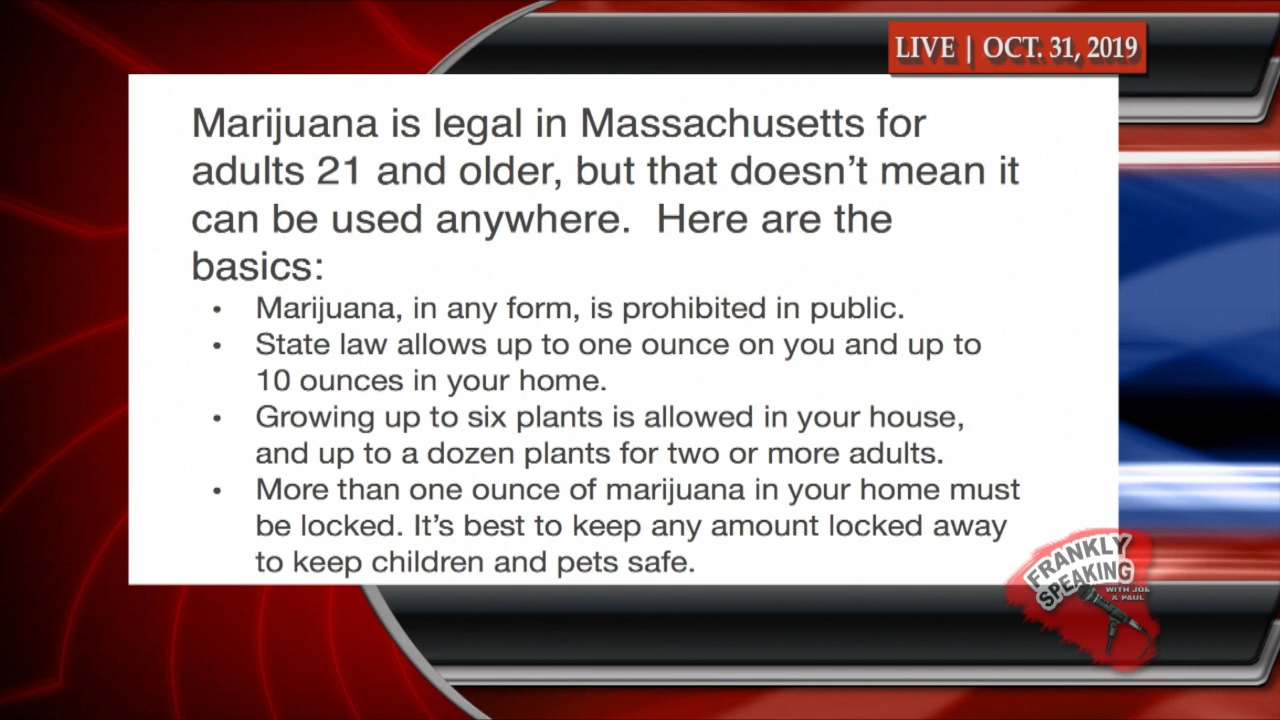 LIVE | OCT. 31, 2019
Marijuana is legal in Massachusetts for
adults 21 and older, but that doesn’t mean it
can be used anywhere.  Here are the
basics:
• Marijuana, in any form, is prohibited in public.
• State law allows up to one ounce on you and up to
10 ounces in your home.
• Growing up to six plants is allowed in your house,
and up to a dozen plants for two or more adults.
• More than one ounce of marijuana in your home must
be locked. It’s best to keep any amount locked away
to keep children and pets safe.
FRANKLY
SPEAKING
WITH JOE
& PAUL